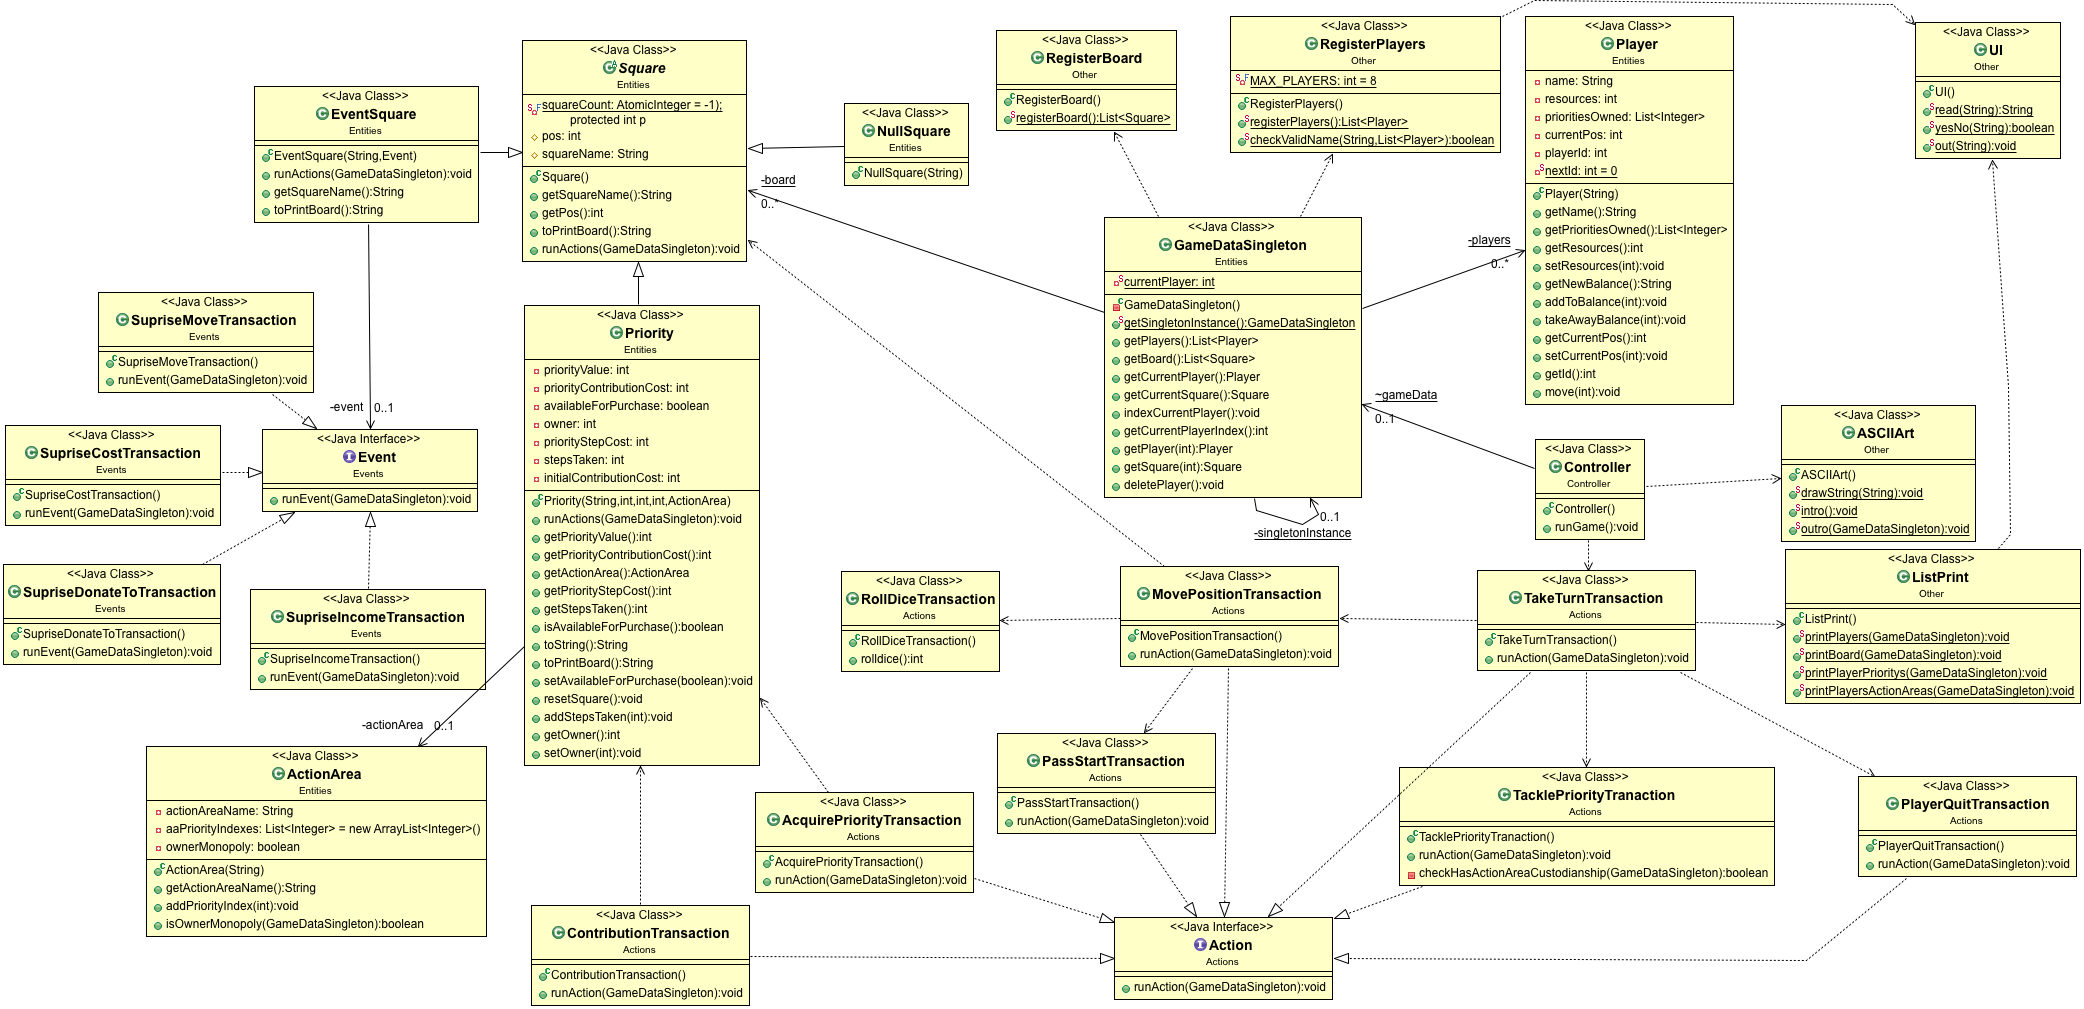 <<Java Class>>
EventSquare
Entities
EventSquare(String,Event)
runActions(GameDataSingleton):void
getSquareName():String
toPrintBoard():String
<<Java Class>>
Square
Entities
squareCount: AtomicInteger = -1);
protected int p
pos: int
squareName: String
Square()
getSquareName():String
getPos():int
toPrintBoard():String
runActions(GameDataSingleton):void
<<Java Class>>
NullSquare
Entities
NullSquare(String)
<<Java Class>>
RegisterBoard
Other
RegisterBoard()
registerBoard():List<Square>
<<Java Class>>
RegisterPlayers
Other
MAX_PLAYERS: int = 8
RegisterPlayers()
registerPlayers():List<Player>
checkValidName(String,List<Player>):boolean
<<Java Class>>
Player
Entities
name: String
resources: int
prioritiesOwned: List<Integer>
currentPos: int
playerId: int
nextId: int = 0
Player(String)
getName():String
getPrioritiesOwned():List<Integer>
getResources():int
setResources(int):void
getNewBalance():String
addToBalance(int):void
takeAwayBalance(int):void
getCurrentPos():int
setCurrentPos(int):void
getId():int
move(int):void
<<Java Class>>
UI
Other
UI()
read(String):String
yesNo(String):boolean
out(String):void
-board
0..*
<<Java Class>>
GameDataSingleton
Entities
currentPlayer: int
GameDataSingleton()
getSingletonInstance():GameDataSingleton
getPlayers():List<Player>
getBoard():List<Square>
getCurrentPlayer():Player
getCurrentSquare():Square
indexCurrentPlayer():void
getCurrentPlayerIndex():int
getPlayer(int):Player
getSquare(int):Square
deletePlayer():void
-players
0..*
~gameData
0..1
0..1
-singletonInstance
<<Java Class>>
SupriseMoveTransaction
Events
SupriseMoveTransaction()
runEvent(GameDataSingleton):void
-event
0..1
<<Java Class>>
SupriseCostTransaction
Events
SupriseCostTransaction()
runEvent(GameDataSingleton):void
<<Java Interface>>
Event
Events
runEvent(GameDataSingleton):void
<<Java Class>>
SupriseDonateToTransaction
Events
SupriseDonateToTransaction()
runEvent(GameDataSingleton):void
<<Java Class>>
SupriseIncomeTransaction
Events
SupriseIncomeTransaction()
runEvent(GameDataSingleton):void
<<Java Class>>
Priority
Entities
priorityValue: int
priorityContributionCost: int
availableForPurchase: boolean
owner: int
priorityStepCost: int
stepsTaken: int
initialContributionCost: int
Priority(String,int,int,int,ActionArea)
runActions(GameDataSingleton):void
getPriorityValue():int
getPriorityContributionCost():int
getActionArea():ActionArea
getPriorityStepCost():int
getStepsTaken():int
isAvailableForPurchase():boolean
toString():String
toPrintBoard():String
setAvailableForPurchase(boolean):void
resetSquare():void
addStepsTaken(int):void
getOwner():int
setOwner(int):void
-actionArea
0..1
<<Java Class>>
ActionArea
Entities
actionAreaName: String
aaPriorityIndexes: List<Integer> = new ArrayList<Integer>()
ownerMonopoly: boolean
ActionArea(String)
getActionAreaName():String
addPriorityIndex(int):void
isOwnerMonopoly(GameDataSingleton):boolean
<<Java Class>>
Controller
Controller
Controller()
runGame():void
<<Java Class>>
ASCIIArt
Other
ASCIIArt()
drawString(String):void
intro():void
outro(GameDataSingleton):void
<<Java Class>>
RollDiceTransaction
Actions
RollDiceTransaction()
rolldice():int
<<Java Class>>
MovePositionTransaction
Actions
MovePositionTransaction()
runAction(GameDataSingleton):void
<<Java Class>>
TakeTurnTransaction
Actions
TakeTurnTransaction()
runAction(GameDataSingleton):void
<<Java Class>>
ListPrint
Other
ListPrint()
printPlayers(GameDataSingleton):void
printBoard(GameDataSingleton):void
printPlayerPrioritys(GameDataSingleton):void
printPlayersActionAreas(GameDataSingleton):void
<<Java Class>>
PassStartTransaction
Actions
PassStartTransaction()
runAction(GameDataSingleton):void
<<Java Class>>
AcquirePriorityTransaction
Actions
AcquirePriorityTransaction()
runAction(GameDataSingleton):void
<<Java Class>>
TacklePriorityTranaction
Actions
TacklePriorityTranaction()
runAction(GameDataSingleton):void
checkHasActionAreaCustodianship(GameDataSingleton):boolean
<<Java Class>>
PlayerQuitTransaction
Actions
PlayerQuitTransaction()
runAction(GameDataSingleton):void
<<Java Class>>
ContributionTransaction
Actions
ContributionTransaction()
runAction(GameDataSingleton):void
<<Java Interface>>
Action
Actions
runAction(GameDataSingleton):void